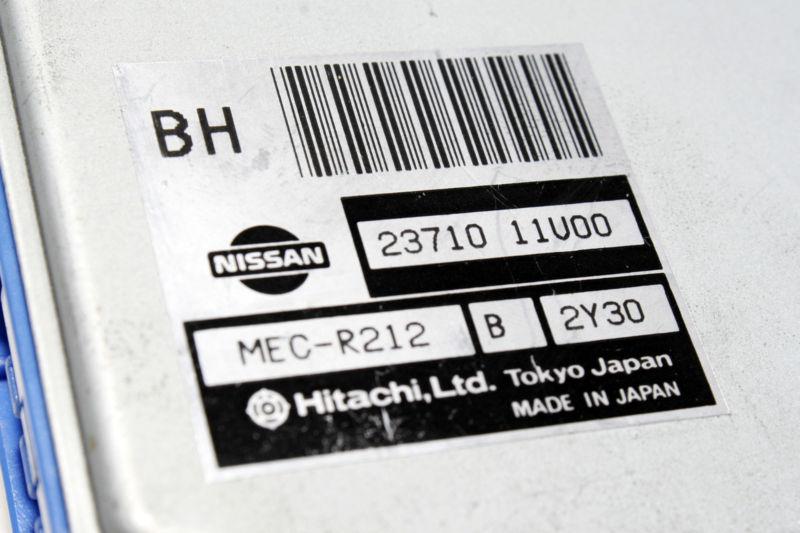 BH
NISSAN
23710 11V00
MEC-R212 B 2Y30
Hitachi, Ltd. Tokyo Japan
MADE IN JAPAN